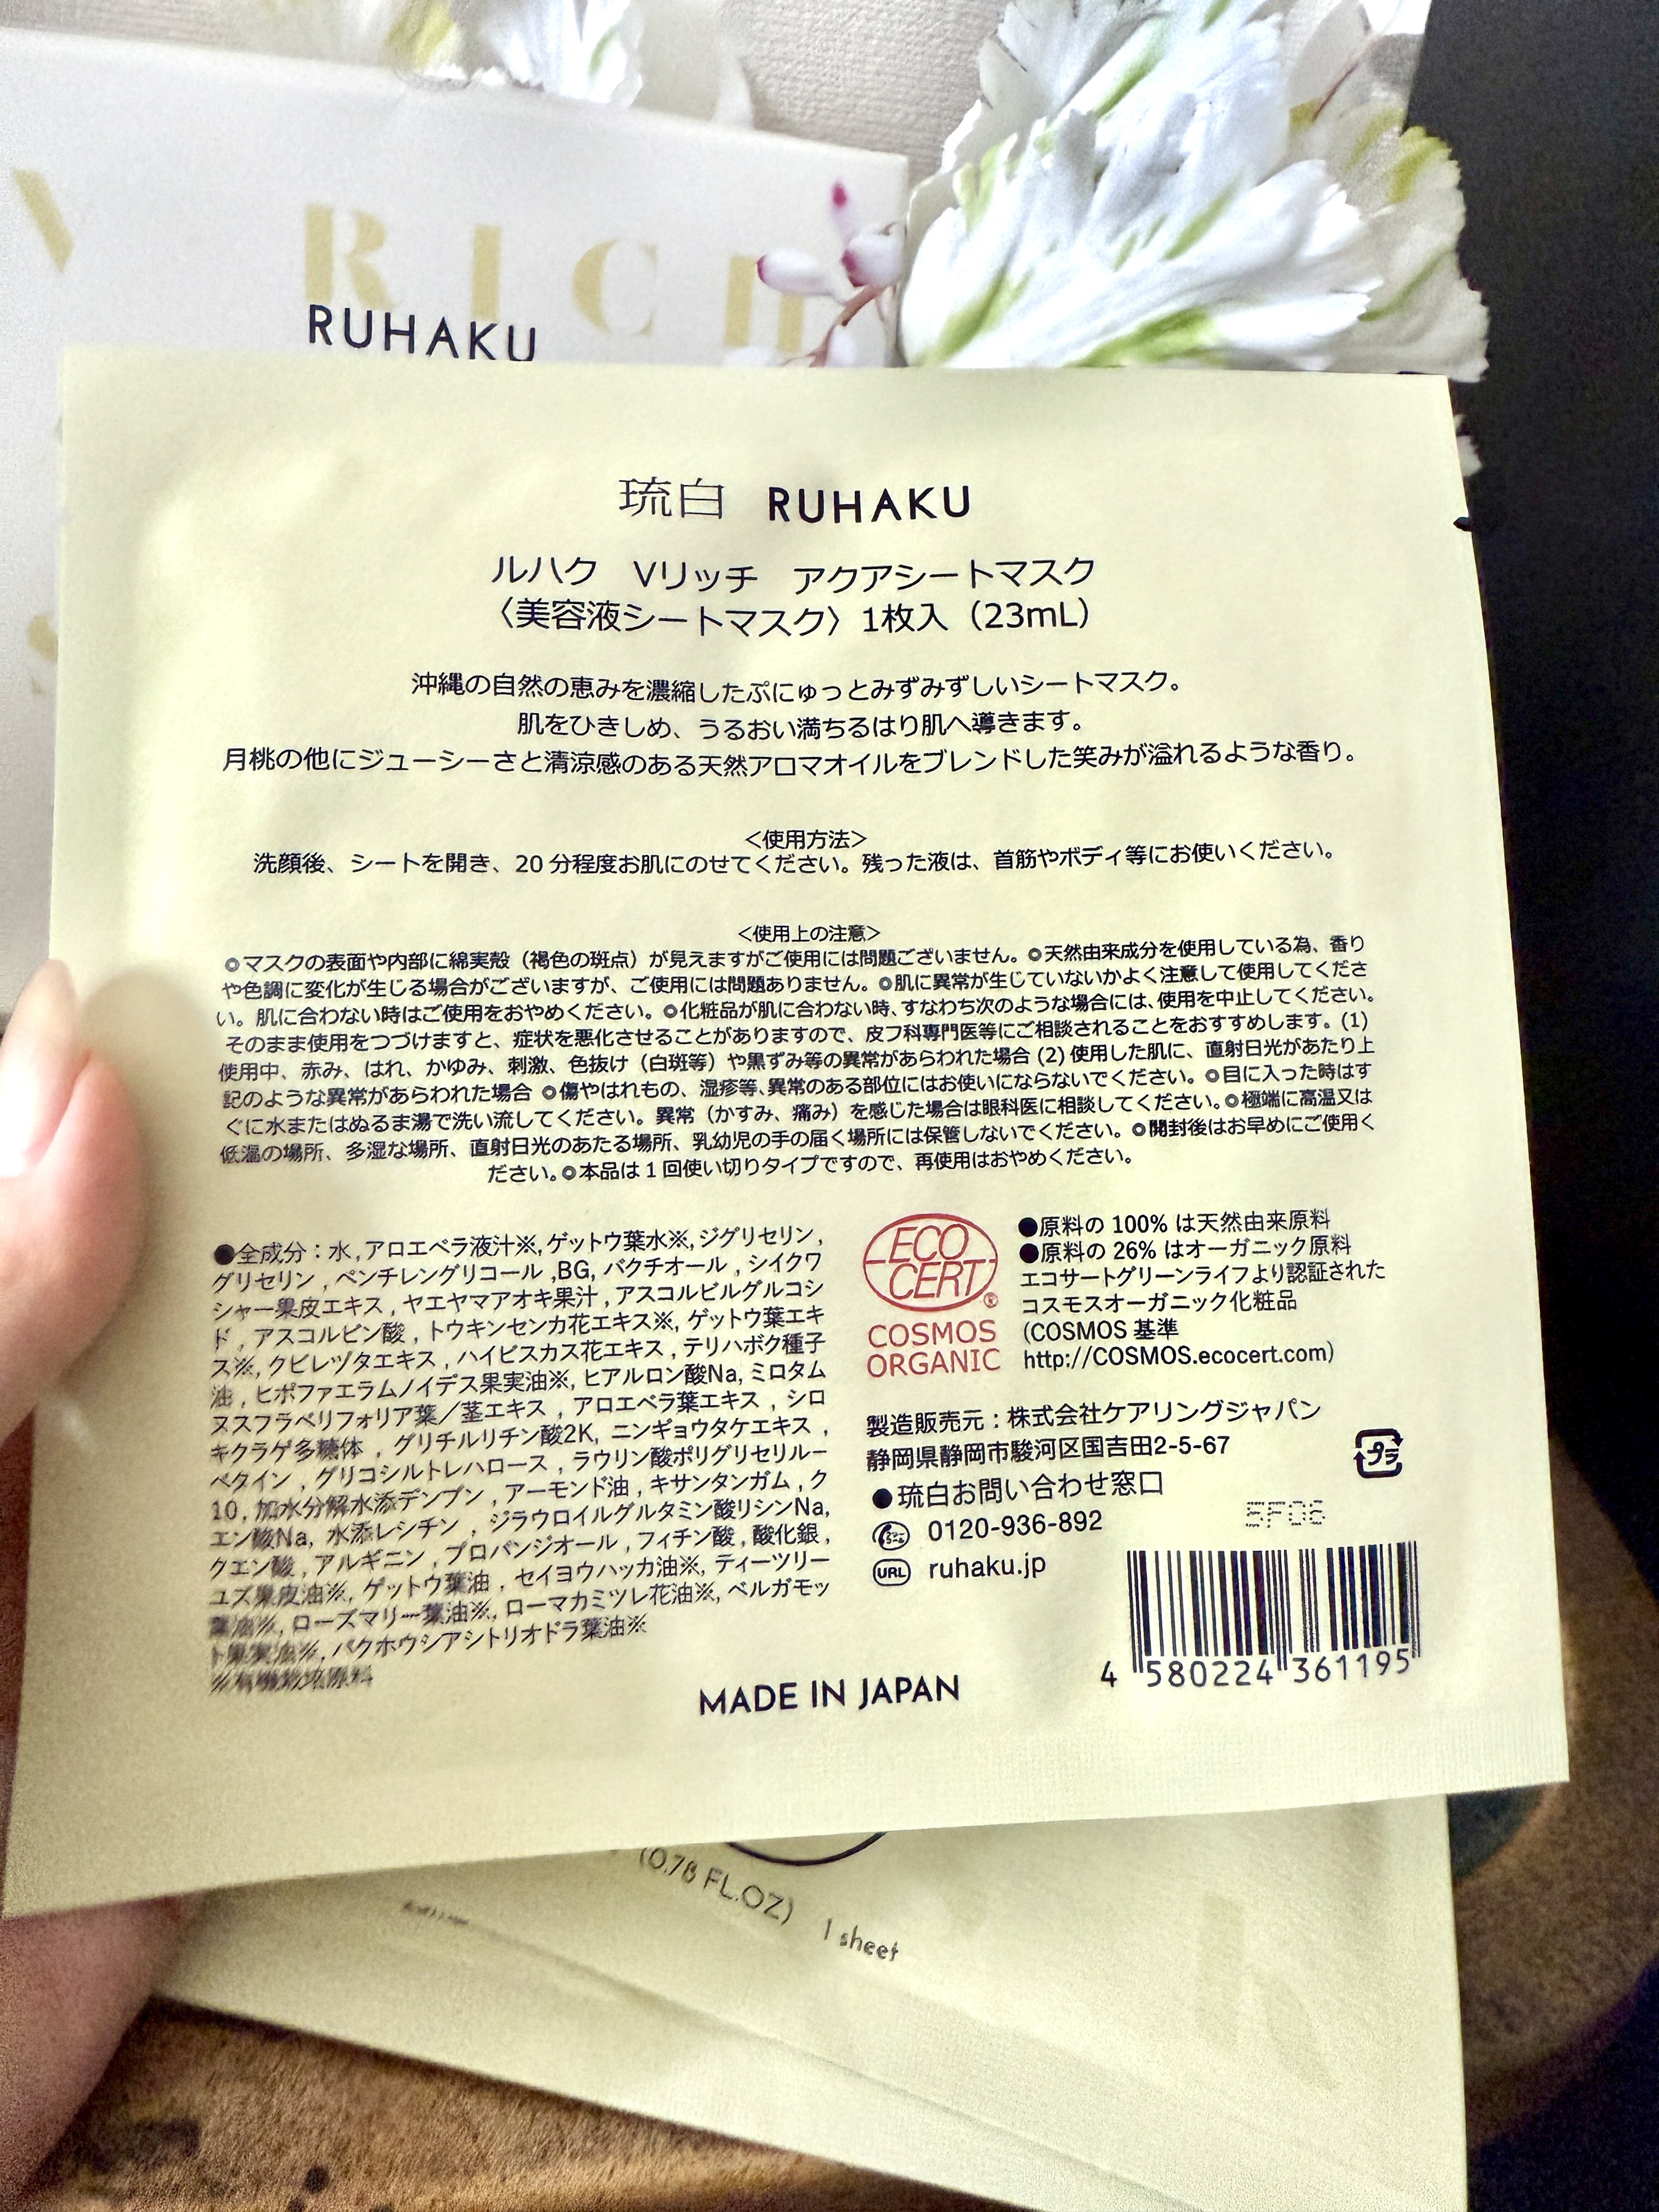 V RICH
RUHAKU
琉白 RUHAKU
ルハク Vリッチ アクアシートマスク
〈美容液シートマスク〉1枚入（23mL）
沖縄の自然の恵みを濃縮したぷにゅっとみずみずしいシートマスク。
肌をひきしめ、うるおい満ちるはり肌へ導きます。
月桃の他にジューシーさと清涼感のある天然アロマオイルをブレンドした笑みが溢れるような香り。
＜使用方法＞
洗顔後、シートを開き、20分程度お肌にのせてください。残った液は、首筋やボディ等にお使いください。
＜使用上の注意＞
◎マスクの表面や内部に綿実殻（褐色の斑点）が見えますがご使用には問題ございません。◎天然由来成分を使用している為、香り
や色調に変化が生じる場合がございますが、ご使用には問題ありません。◎肌に異常が生じていないかよく注意して使用してくださ
い。肌に合わない時はご使用をおやめください。◎化粧品が肌に合わない時、すなわち次のような場合には、使用を中止してください。
そのまま使用をつづけますと、症状を悪化させることがありますので、皮フ科専門医等にご相談されることをおすすめします。(1)
使用中、赤み、はれ、かゆみ、刺激、色抜け（白斑等）や黒ずみ等の異常があらわれた場合 (2) 使用した肌に、直射日光があたり上
記のような異常があらわれた場合 ◎傷やはれもの、湿疹等、異常のある部位にはお使いにならないでください。◎目に入った時はす
ぐに水またはぬるま湯で洗い流してください。異常（かすみ、痛み）を感じた場合は眼科医に相談してください。◎極端に高温又は
低温の場所、多湿な場所、直射日光のあたる場所、乳幼児の手の届く場所には保管しないでください。◎開封後はお早めにご使用く
ださい。◎本品は1回使い切りタイプですので、再使用はおやめください。
●全成分：水,アロエベラ液汁※,ゲットウ葉水※,ジグリセリン,
グリセリン,ペンチレングリコール,BG,バクチオール,シイクワ
シャー果皮エキス,ヤエヤマアオキ果汁,アスコルビルグルコシ
ド,アスコルビン酸,トウキンセンカ花エキス※,ゲットウ葉エキ
ス※,クビレヅタエキス,ハイビスカス花エキス,テリハボク種子
油,ヒポファエラムノイデス果実油※,ヒアルロン酸Na,ミロタム
ヌスフラベリフォリア葉／茎エキス,アロエベラ葉エキス,シロ
キクラゲ多糖体,グリチルリチン酸2K,ニンギョウタケエキス,
ベタイン,グリコシルトレハロース,ラウリン酸ポリグリセリル－
10,加水分解水添デンプン,アーモンド油,キサンタンガム,ク
エン酸Na,水添レシチン,ジラウロイルグルタミン酸リシンNa,
クエン酸,アルギニン,プロパンジオール,フィチン酸,酸化銀,
ユズ果皮油※,ゲットウ葉油,セイヨウハッカ油※,ティーツリー
葉油※,ローズマリー葉油※,ローマカミツレ花油※,ベルガモッ
ト果実油※,バクホウシアシトリオドラ葉油※
ECO
CERT®
COSMOS
ORGANIC
●原料の 100% は天然由来原料
●原料の 26% はオーガニック原料
エコサートグリーンライフより認証された
コスモスオーガニック化粧品
(COSMOS 基準
http://COSMOS.ecocert.com)
製造販売元：株式会社ケアリングジャパン
静岡県静岡市駿河区国吉田2-5-67
プラ
●琉白お問い合わせ窓口
0120-936-892
URL ruhaku.jp
5F06
4 580224 361195
MADE IN JAPAN
(0.78 FL.OZ) 1 sheet